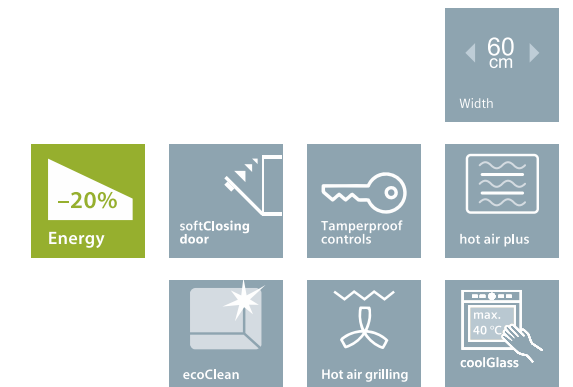 60
cm
Width
–20%
Energy
softClosing
door
Tamperproof
controls
hot air plus
ecoClean
Hot air grilling
max.
40 °C
coolGlass